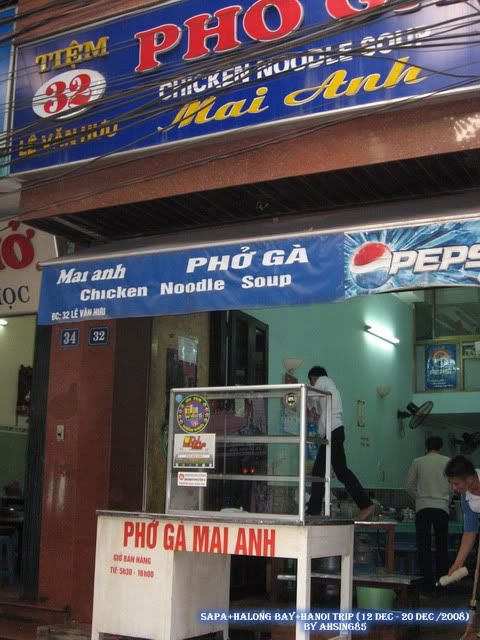 TIỆM
32
LÊ VĂN HƯU
PHỞ GÀ
CHICKEN NOODLE SOUP
Mai Anh
Mai anh
PHỞ GÀ
Chicken Noodle Soup
ĐC: 32 LÊ VĂN HƯU
PEPS
34
32
PHỞ GÀ MAI ANH
GIỜ BÁN HÀNG
TỪ: 5h30 - 16h00
SAPA+HALONG BAY+HANOI TRIP (12 DEC - 20 DEC /2008)
BY AHSING85